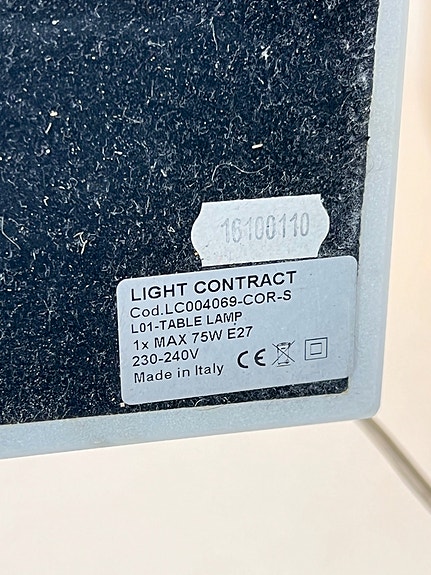 16100110
LIGHT CONTRACT
Cod.LC004069-COR-S
L01-TABLE LAMP
1x MAX 75W E27
230-240V
CE
Made in Italy